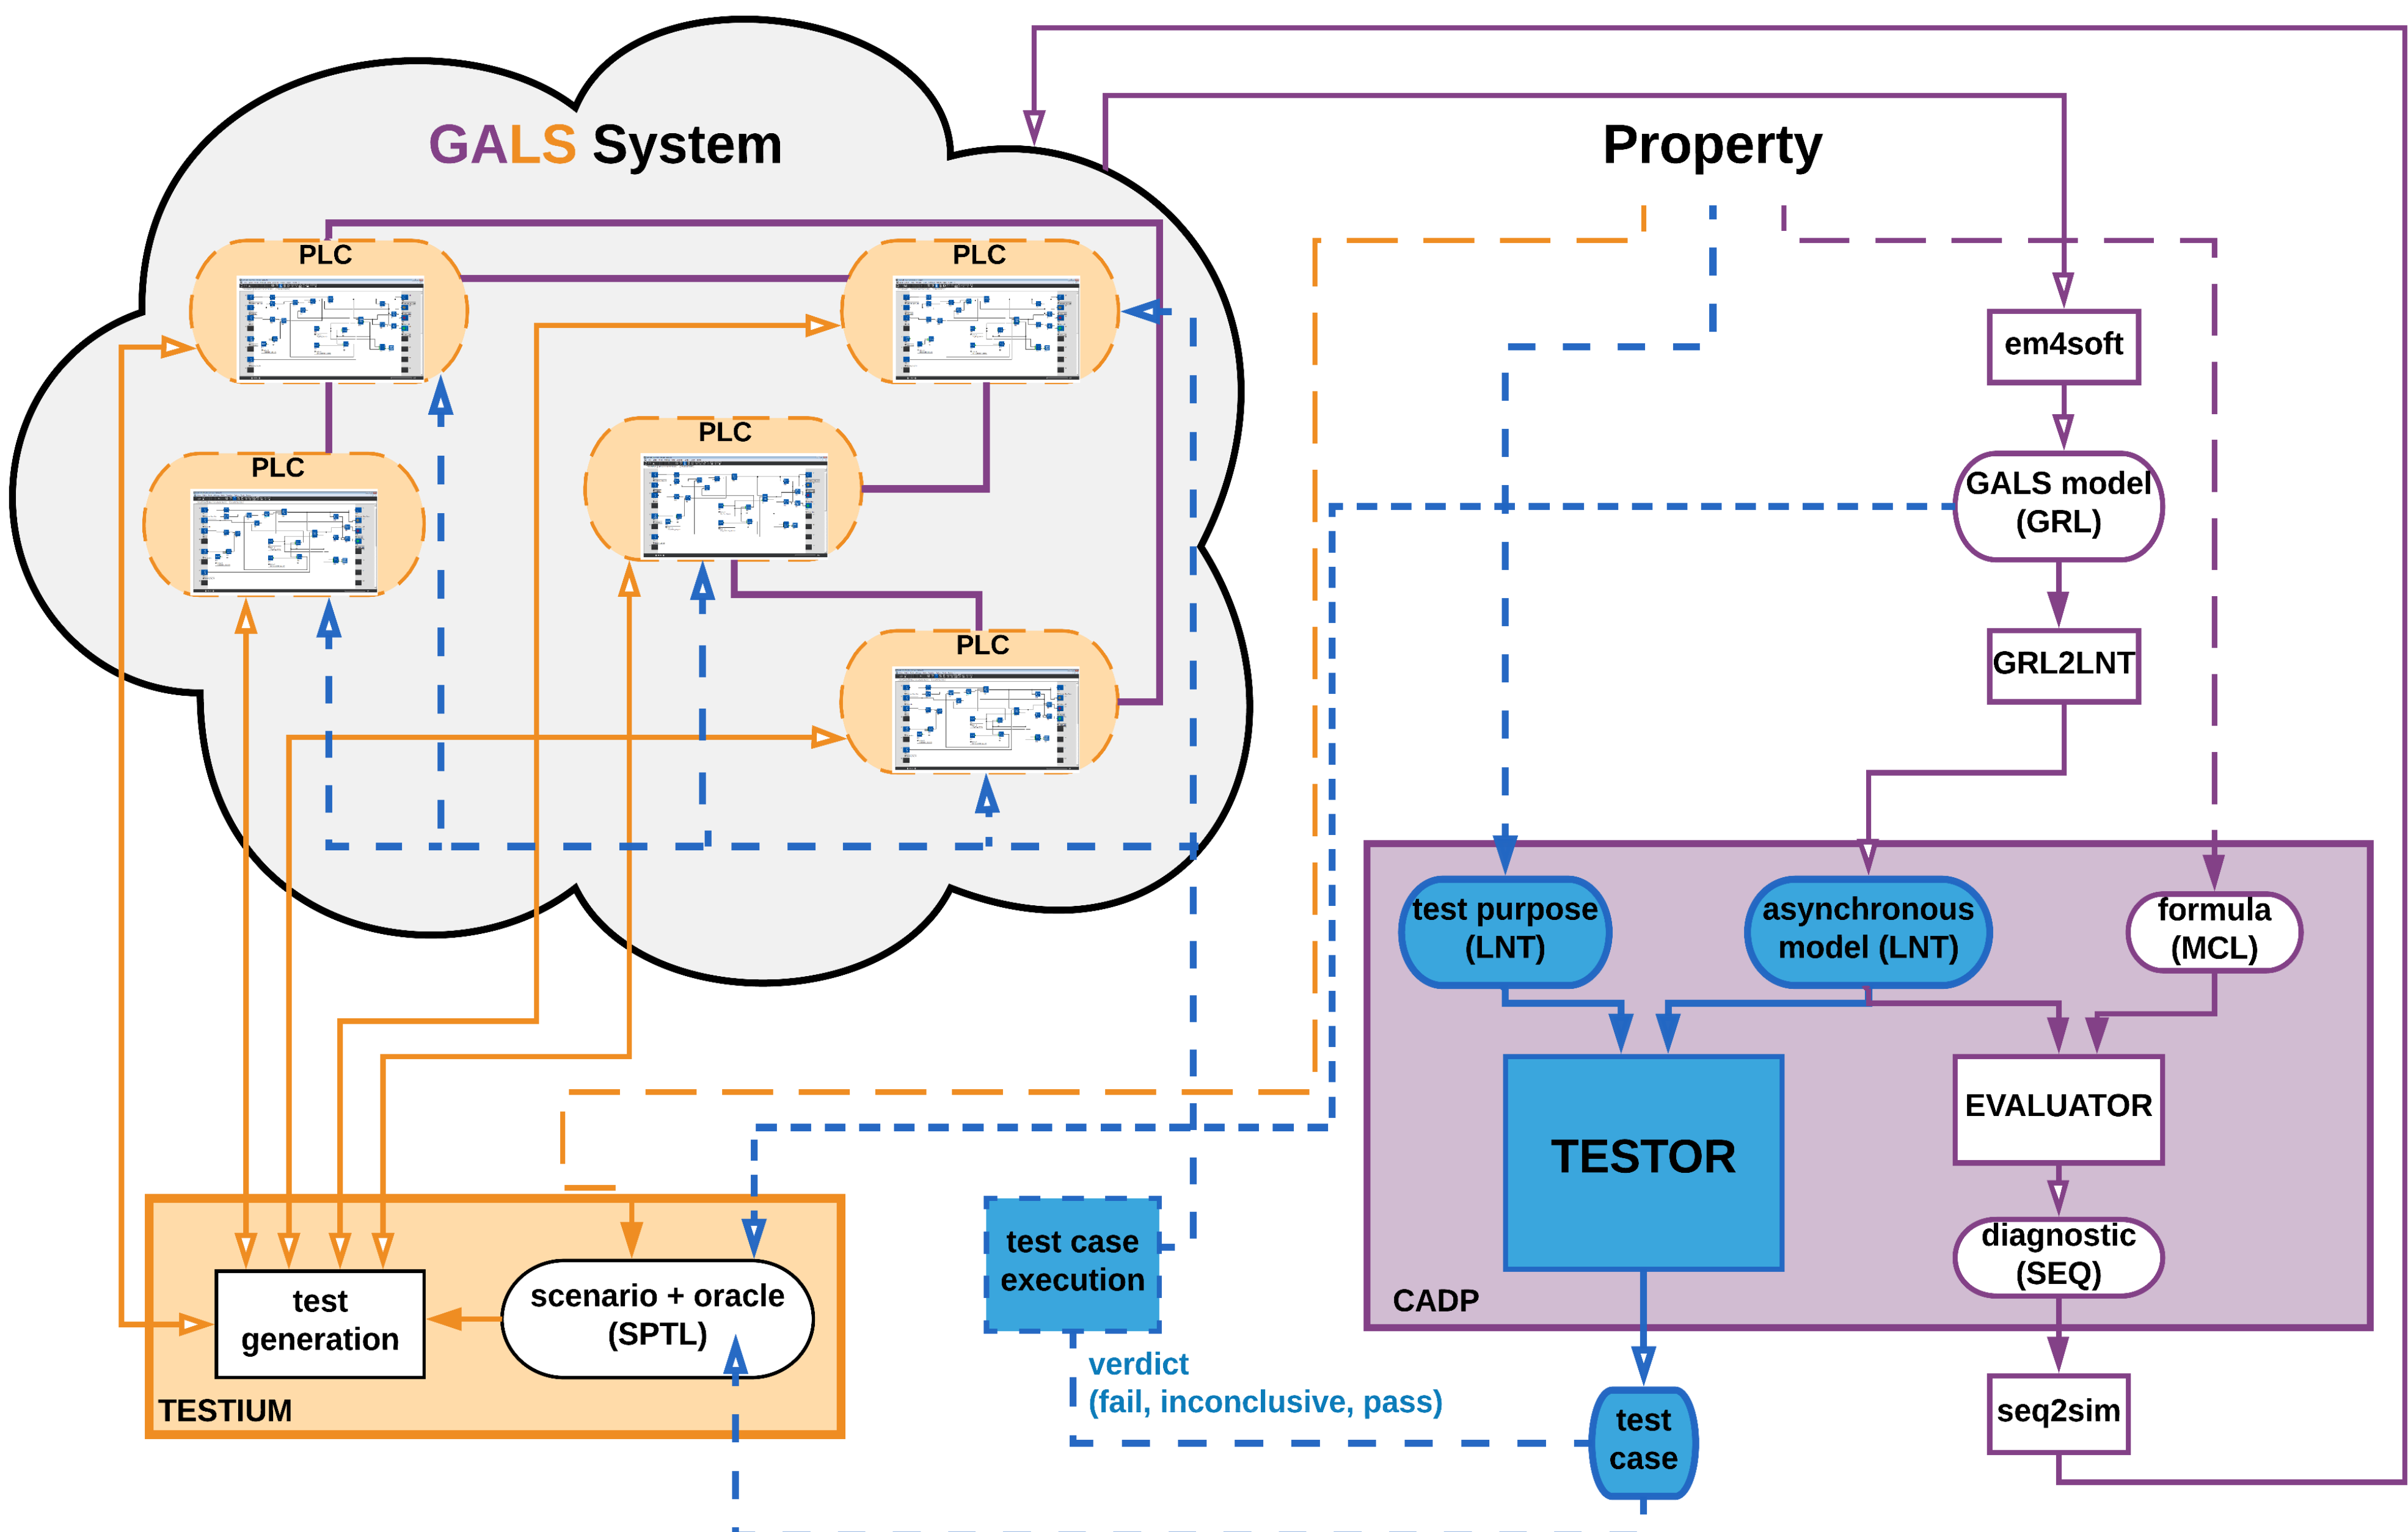 GALS System
Property
PLC
PLC
PLC
PLC
PLC
em4soft
GALS model
(GRL)
GRL2LNT
test purpose
(LNT)
asynchronous
model (LNT)
formula
(MCL)
TESTOR
EVALUATOR
diagnostic
(SEQ)
CADP
seq2sim
test case
execution
verdict
(fail, inconclusive, pass)
test
case
test
generation
scenario + oracle
(SPTL)
TESTIUM